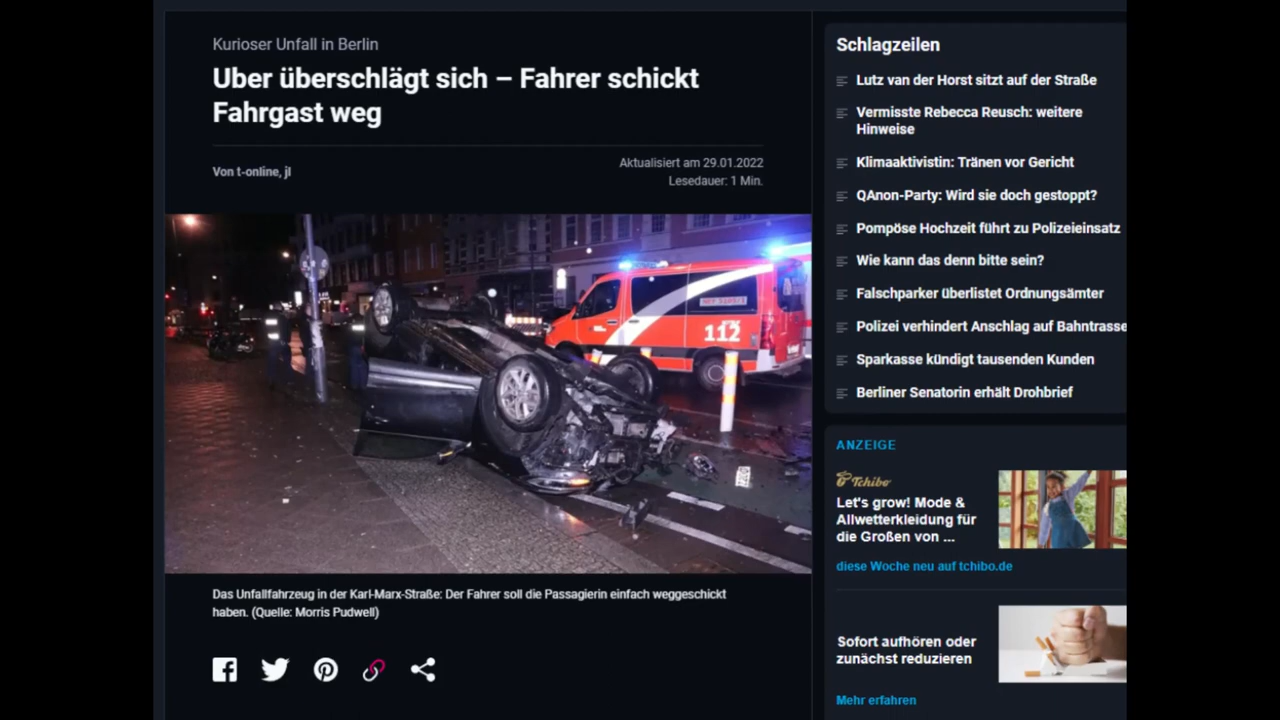 Kurioser Unfall in Berlin
Uber überschlägt sich – Fahrer schickt
Fahrgast weg
Von t-online, jl
Aktualisiert am 29.01.2022
Lesedauer: 1 Min.
112
Das Unfallfahrzeug in der Karl-Marx-Straße: Der Fahrer soll die Passagierin einfach weggeschickt
haben. (Quelle: Morris Pudwell)
Schlagzeilen
Lutz van der Horst sitzt auf der Straße
Vermisste Rebecca Reusch: weitere
Hinweise
Klimaaktivistin: Tränen vor Gericht
QAnon-Party: Wird sie doch gestoppt?
Pompöse Hochzeit führt zu Polizeieinsatz
Wie kann das denn bitte sein?
Falschparker überlistet Ordnungsämter
Polizei verhindert Anschlag auf Bahntrasse
Sparkasse kündigt tausenden Kunden
Berliner Senatorin erhält Drohbrief
ANZEIGE
Tchibo
Let's grow! Mode &
Allwetterkleidung für
die Großen von ...
diese Woche neu auf tchibo.de
Sofort aufhören oder
zunächst reduzieren
Mehr erfahren